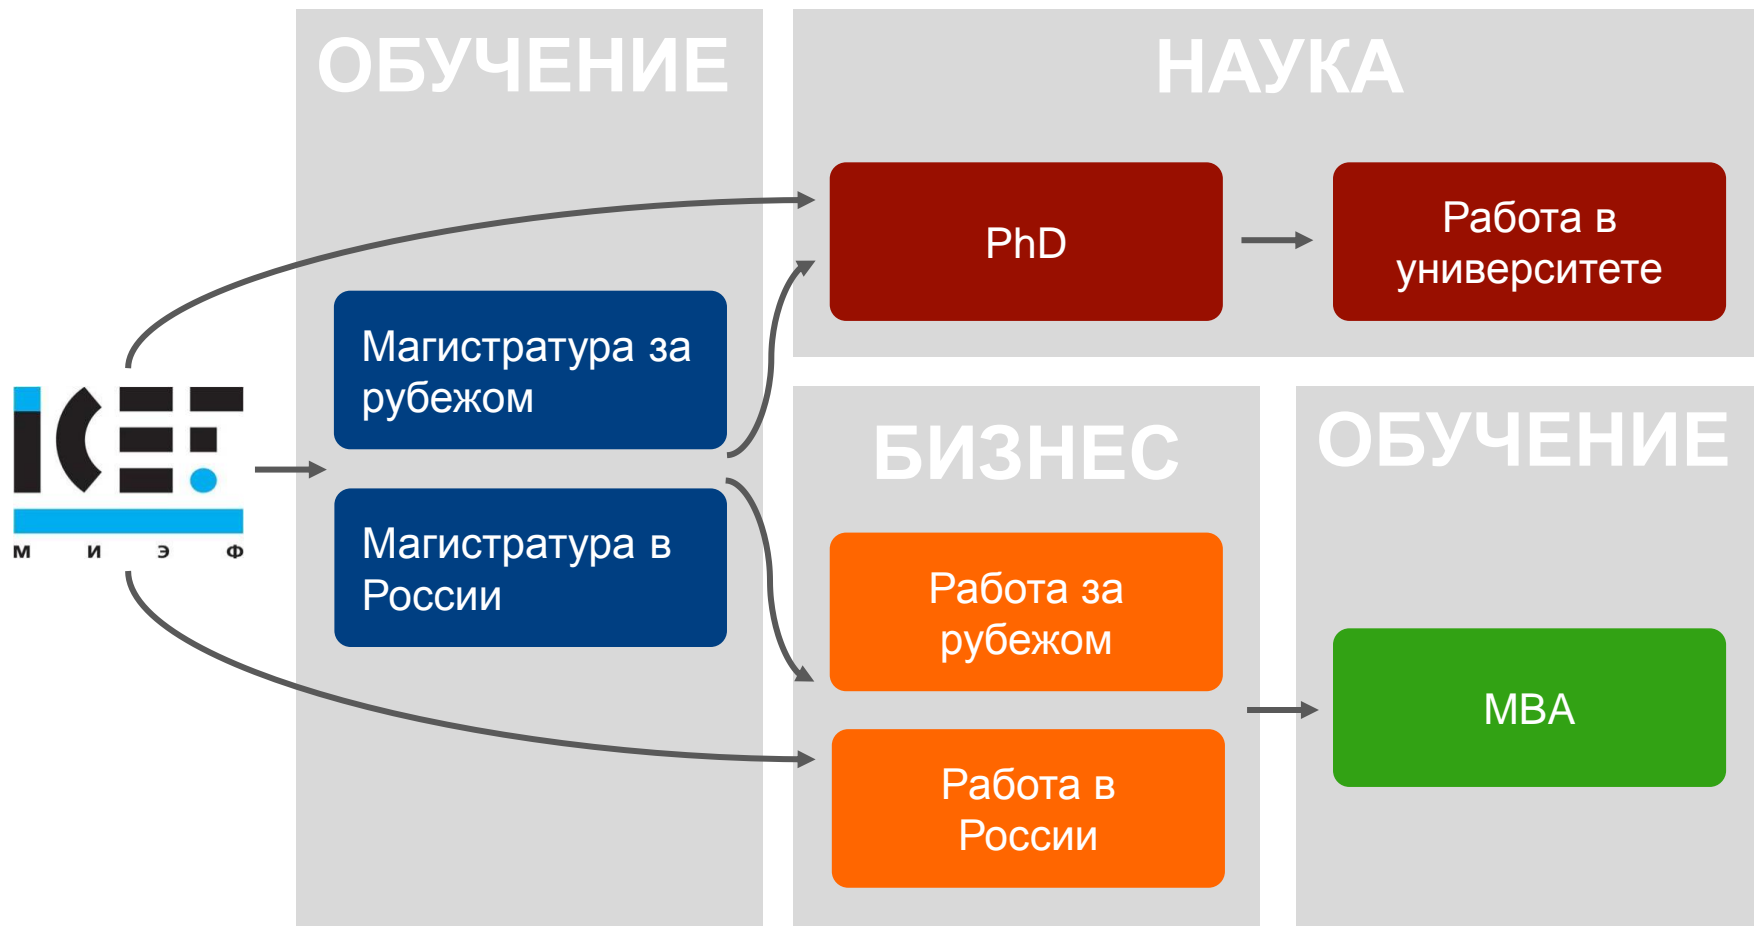 ОБУЧЕНИЕ
НАУКА
PhD
Работа в
университете
Магистратура за
рубежом
ICEF
М И Э Ф
Магистратура в
России
БИЗНЕС
Работа за
рубежом
Работа в
России
ОБУЧЕНИЕ
MBA